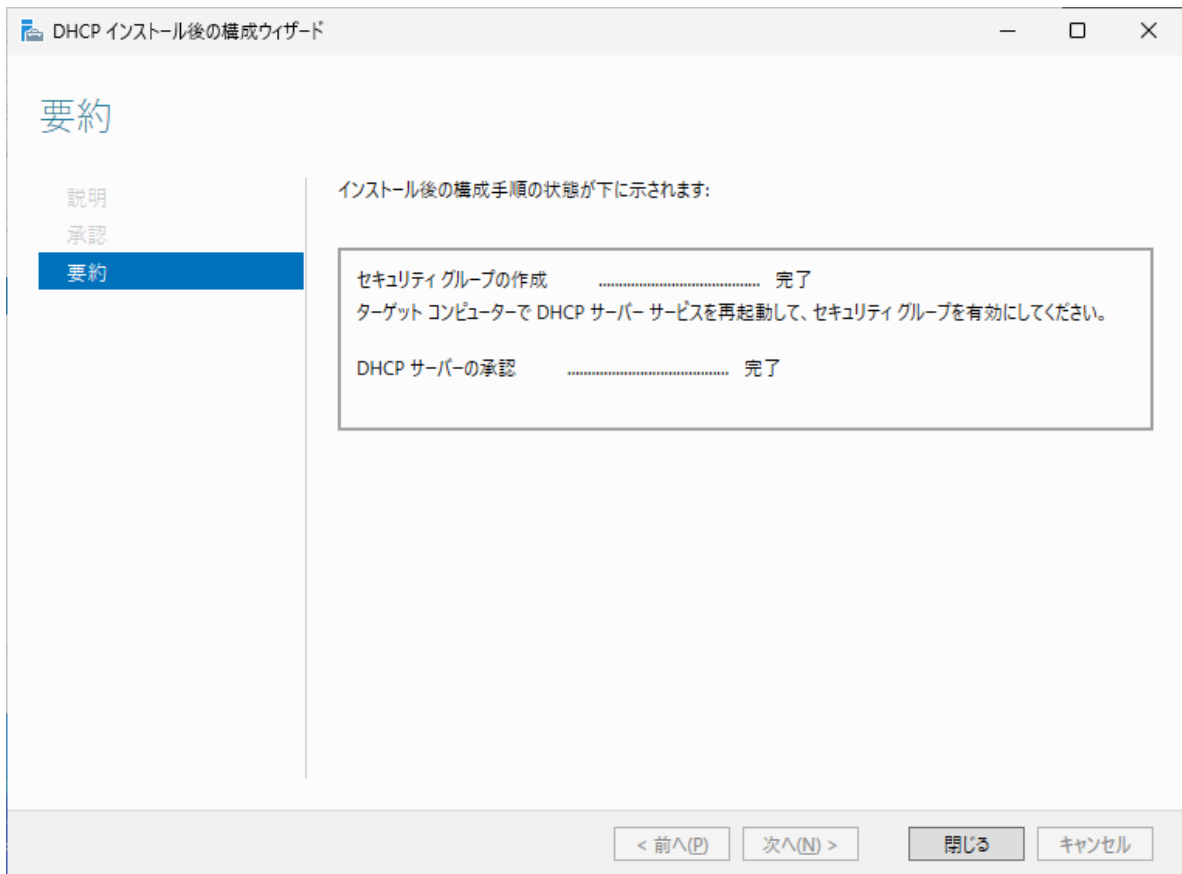 DHCP インストール後の構成ウィザード
要約
説明
承認
要約
インストール後の構成手順の状態が下に示されます:
セキュリティ グループの作成 ........................................ 完了
ターゲット コンピューターで DHCP サーバー サービスを再起動して、セキュリティ グループを有効にしてください。
DHCP サーバーの承認 ........................................ 完了
< 前へ(P) 次へ(N) > 閉じる キャンセル